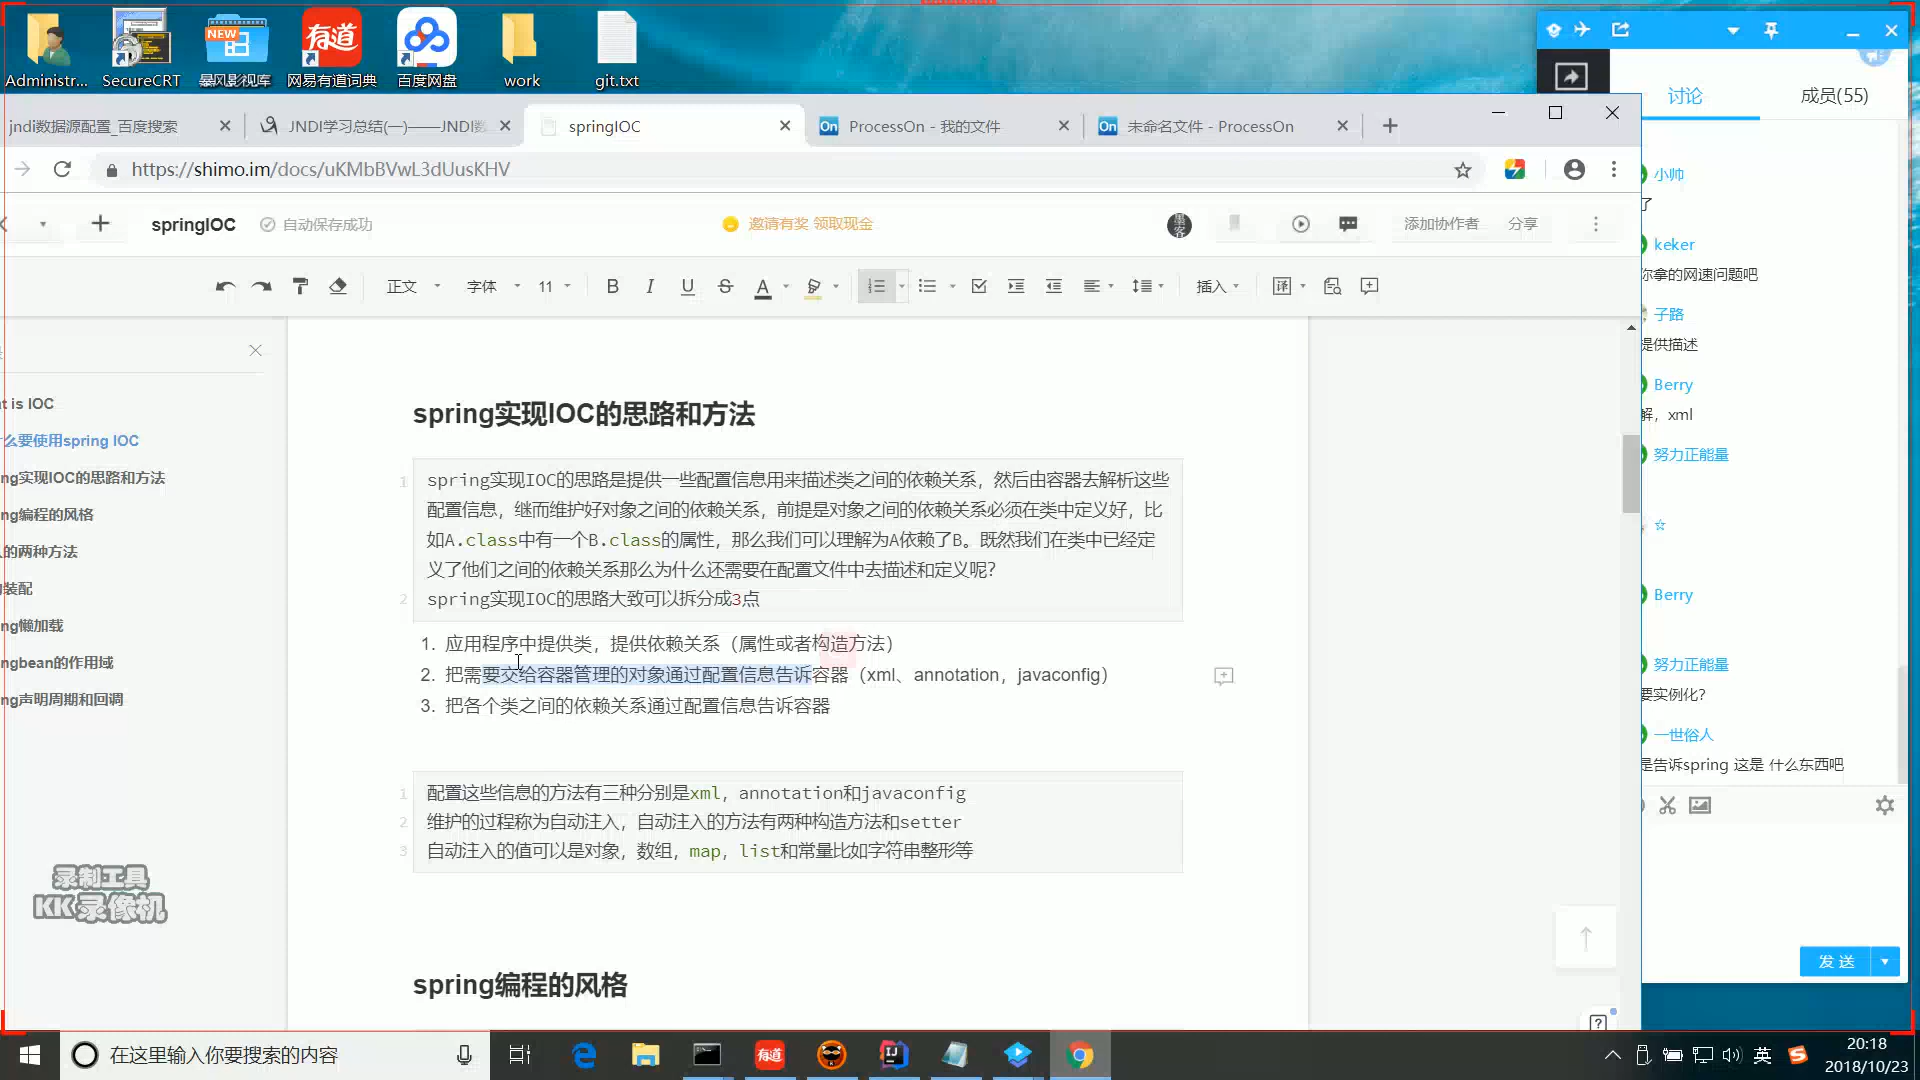 Administr...
SecureCRT
NEW
暴风影视库
有道
网易有道词典
百度网盘
work
git.txt
讨论
成员(55)
jndi数据源配置_百度搜索
JNDI学习总结(一)——JNDI数
springIOC
On ProcessOn - 我的文件
On 未命名文件 - ProcessOn
https://shimo.im/docs/uKMbBVwL3dUusKHV
springIOC
自动保存成功
邀请有奖 领取现金
添加协作者
分享
正文
字体
11
B I U S A
插入
t is IOC
么要使用spring IOC
ng实现IOC的思路和方法
ng编程的风格
的两种方法
装配
ng懒加载
ngbean的作用域
ng声明周期和回调
spring实现IOC的思路和方法
1 spring实现IOC的思路是提供一些配置信息用来描述类之间的依赖关系，然后由容器去解析这些
配置信息，继而维护好对象之间的依赖关系，前提是对象之间的依赖关系必须在类中定义好，比
如A.class中有一个B.class的属性，那么我们可以理解为A依赖了B。既然我们在类中已经定
义了他们之间的依赖关系那么为什么还需要在配置文件中去描述和定义呢？
2 spring实现IOC的思路大致可以拆分成3点
1. 应用程序中提供类，提供依赖关系（属性或者构造方法）
2. 把需要交给容器管理的对象通过配置信息告诉容器（xml、annotation，javaconfig）
3. 把各个类之间的依赖关系通过配置信息告诉容器
1 配置这些信息的方法有三种分别是xml，annotation和javaconfig
2 维护的过程称为自动注入，自动注入的方法有两种构造方法和setter
3 自动注入的值可以是对象，数组，map，list和常量比如字符串整形等
spring编程的风格
录制工具
KK录像机
小帅
了
keker
你拿的网速问题吧
子路
提供描述
Berry
解，xml
努力正能量
☆
Berry
努力正能量
要实例化？
一世俗人
是告诉spring 这是 什么东西吧
发 送
在这里输入你要搜索的内容
有道
英
20:18
2018/10/23